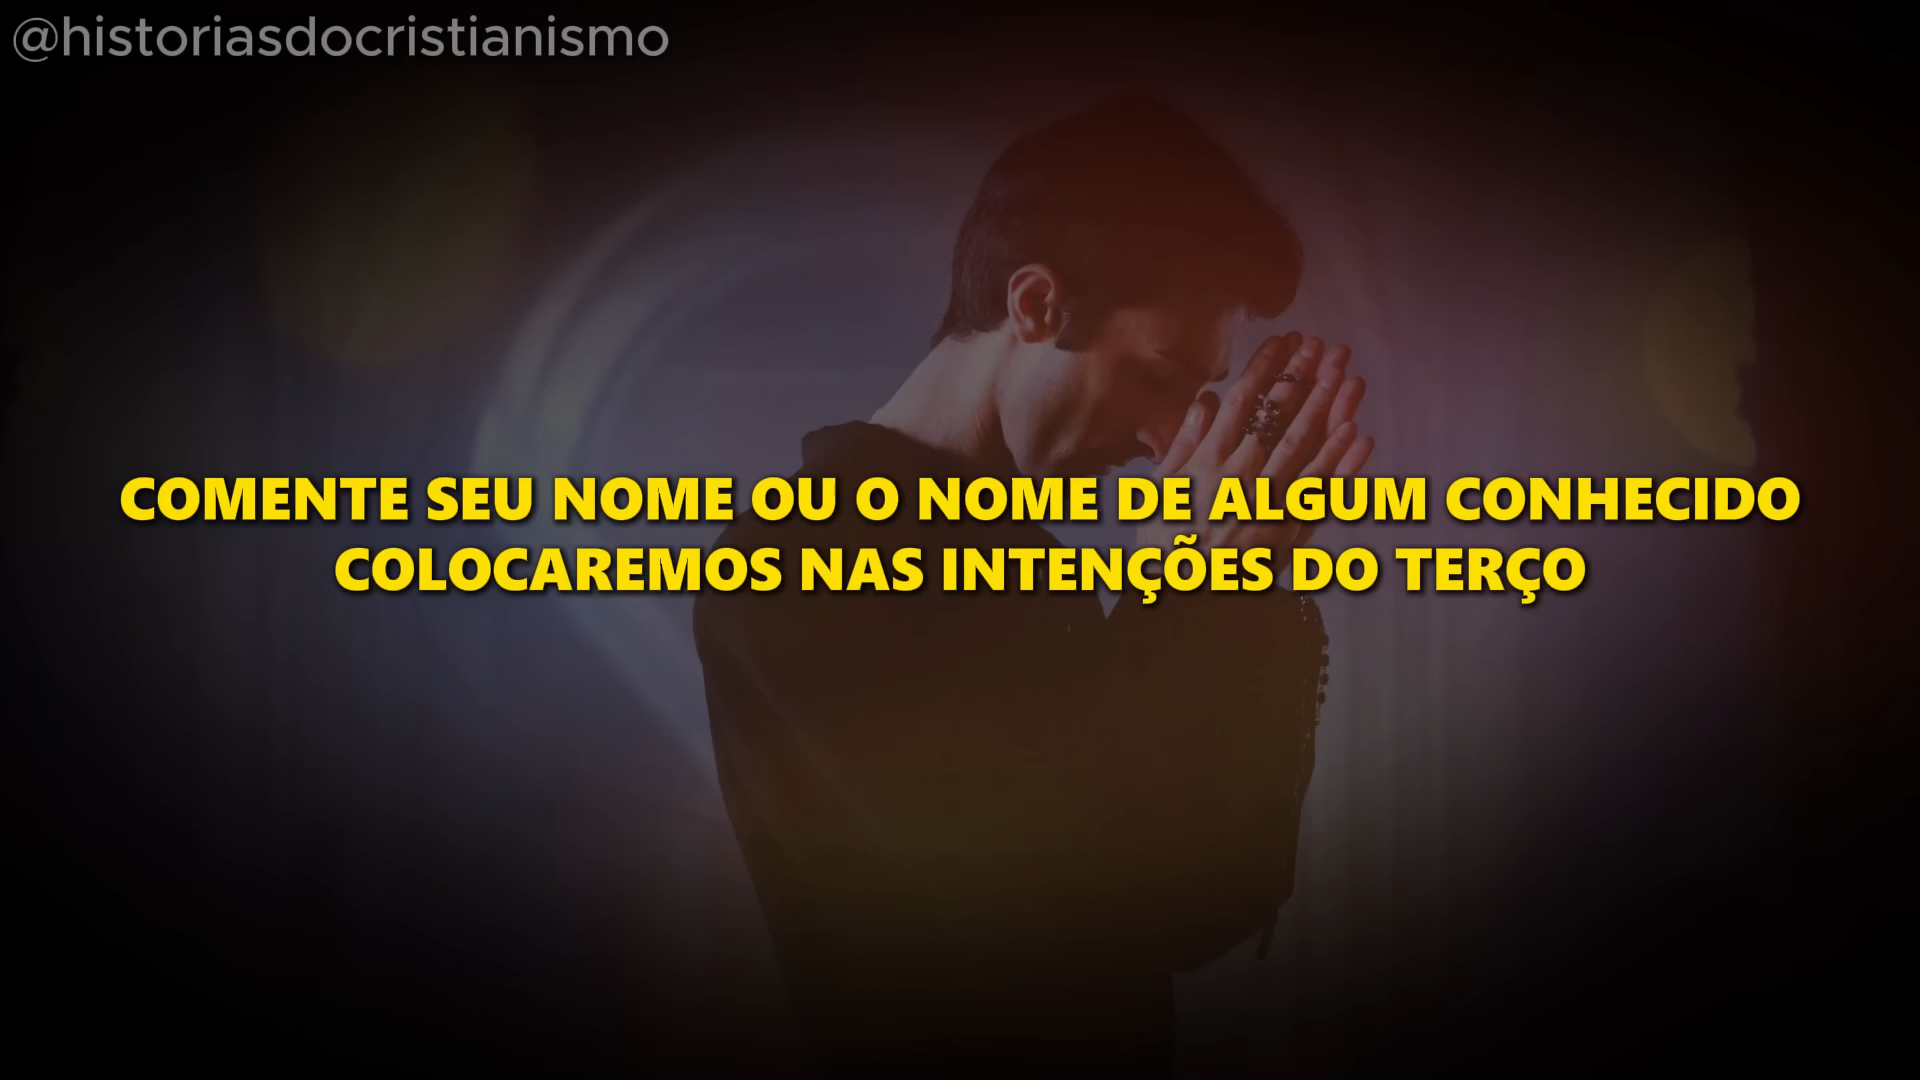 @historiasdocristianismo
COMENTE SEU NOME OU O NOME DE ALGUM CONHECIDO
COLOCAREMOS NAS INTENÇÕES DO TERÇO